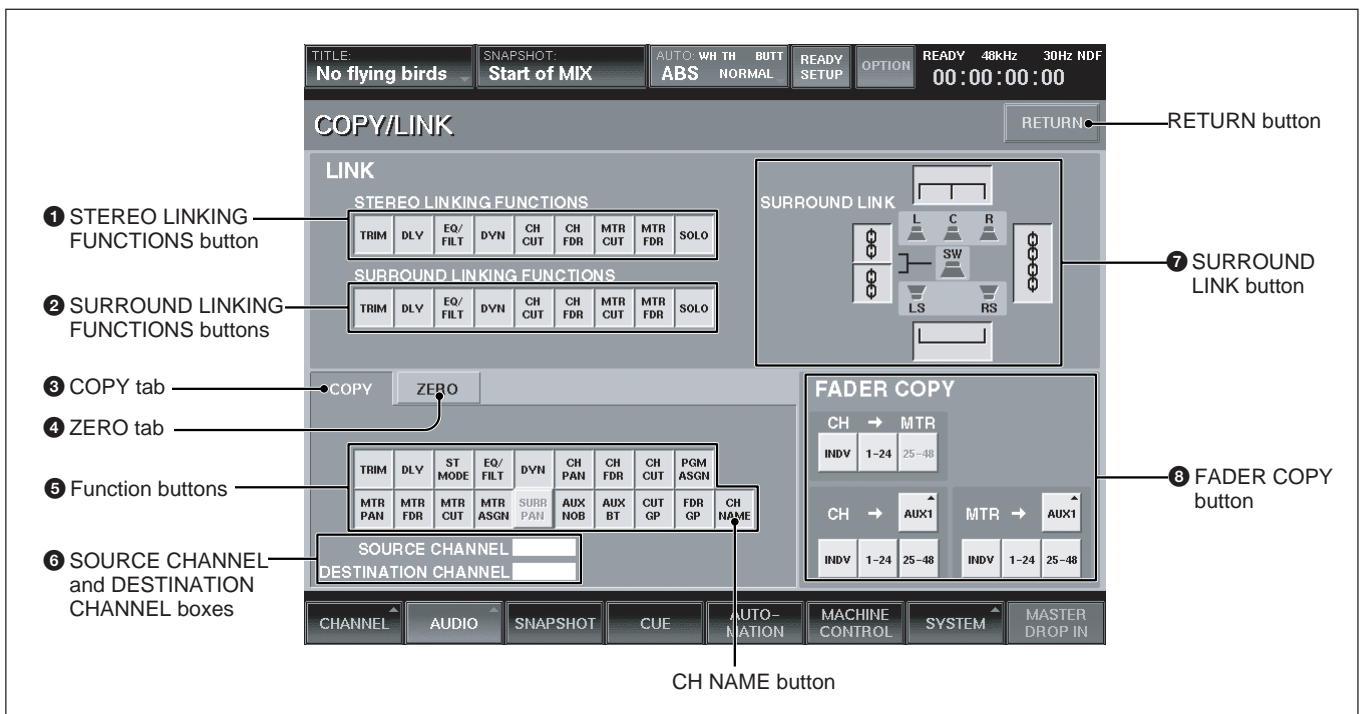 TITLE:
No flying birds
SNAPSHOT:
Start of MIX
AUTO: WH TH BUTT
ABS NORMAL
READY
SETUP
OPTION
READY 48kHz 30Hz NDF
00:00:00:00
COPY/LINK
RETURN
RETURN button
LINK
STEREO LINKING FUNCTIONS
TRIM DLY EQ/FILT DYN CH CUT CH FDR MTR CUT MTR FDR SOLO
❶ STEREO LINKING
FUNCTIONS button
SURROUND LINKING FUNCTIONS
TRIM DLY EQ/FILT DYN CH CUT CH FDR MTR CUT MTR FDR SOLO
❷ SURROUND LINKING
FUNCTIONS buttons
SURROUND LINK
L C R
SW
LS RS
❼ SURROUND
LINK button
❸ COPY tab
COPY ZERO
❹ ZERO tab
TRIM DLY ST MODE EQ/FILT DYN CH PAN CH FDR CH CUT PGM ASGN
MTR PAN MTR FDR MTR CUT MTR ASGN SURR PAN AUX NOB AUX BT CUT GP FDR GP CH NAME
❺ Function buttons
SOURCE CHANNEL
DESTINATION CHANNEL
❻ SOURCE CHANNEL
and DESTINATION
CHANNEL boxes
FADER COPY
CH → MTR
INDV 1-24 25-48
CH → AUX1 MTR → AUX1
INDV 1-24 25-48 INDV 1-24 25-48
❽ FADER COPY
button
CHANNEL AUDIO SNAPSHOT CUE AUTO-MATION MACHINE CONTROL SYSTEM MASTER DROP IN
CH NAME button